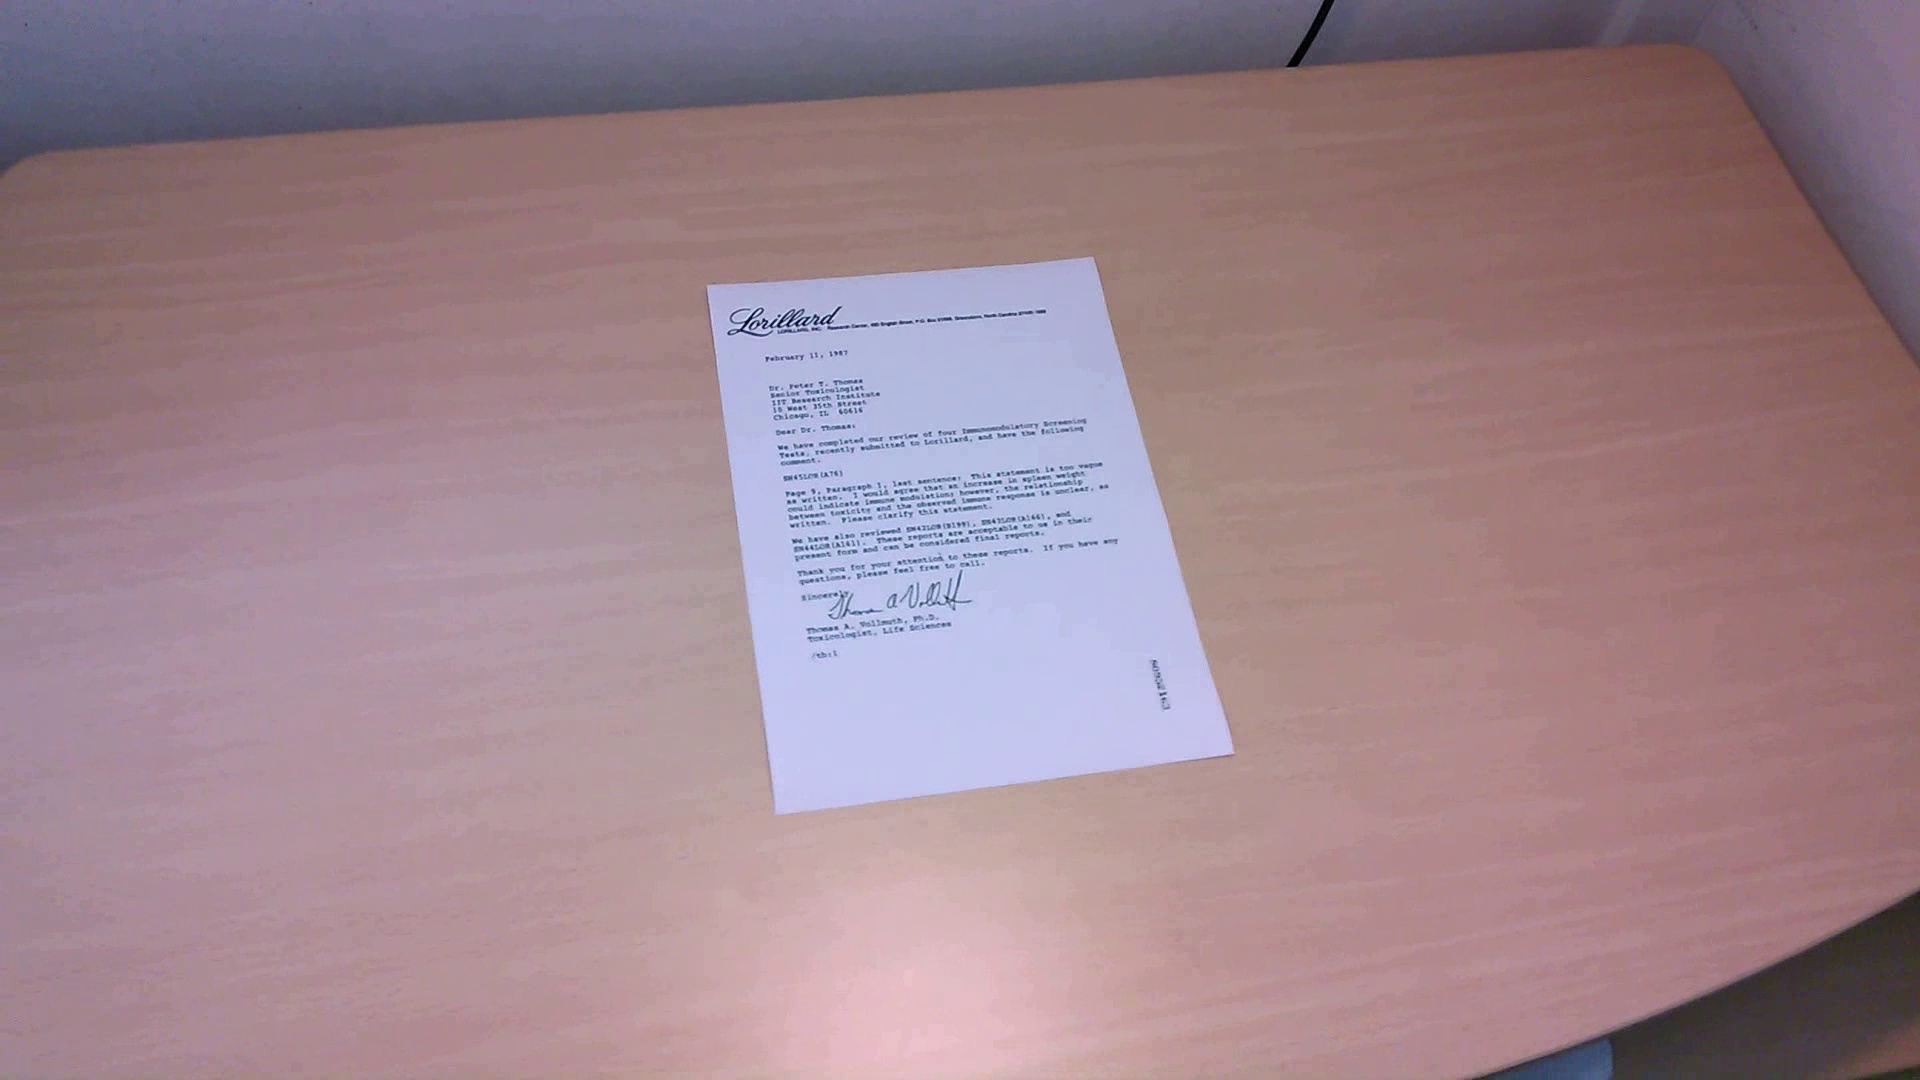 Lorillard
LORILLARD, INC. Research Center, 420 English Street, P.O. Box 21688, Greensboro, North Carolina 27420-1688
February 11, 1987
Dr. Peter T. Thomas
Senior Toxicologist
IIT Research Institute
10 West 35th Street
Chicago, IL 60616
Dear Dr. Thomas:
We have completed our review of four Immunomodulatory Screening
Tests, recently submitted to Lorillard, and have the following
comment.
SN45LOR(A76)
Page 9, Paragraph 1, last sentence: This statement is too vague
as written. I would agree that an increase in spleen weight
could indicate immune modulation; however, the relationship
between toxicity and the observed immune response is unclear, as
written. Please clarify this statement.
We have also reviewed SN42LOR(B199), SN43LOR(A166), and
SN44LOR(A161). These reports are acceptable to us in their
present form and can be considered final reports.
Thank you for your attention to these reports. If you have any
questions, please feel free to call.
Sincerely,
Thomas A. Vollmuth, Ph.D.
Toxicologist, Life Sciences
/th:1